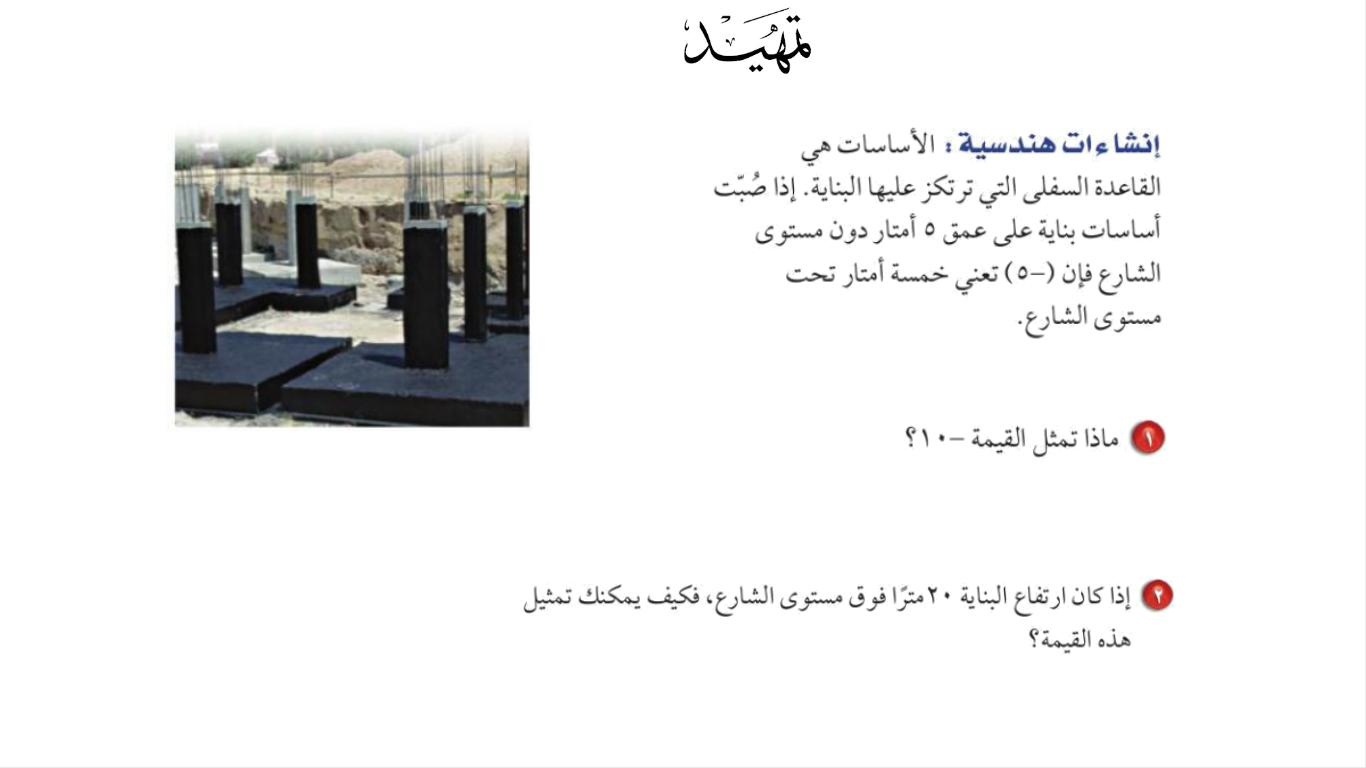 تمهيد
إنشاءات هندسية : الأساسات هي
القاعدة السفلى التي ترتكز عليها البناية. إذا صُبّت
أساسات بناية على عمق ٥ أمتار دون مستوى
الشارع فإن (–٥) تعني خمسة أمتار تحت
مستوى الشارع.
١ ماذا تمثل القيمة –١٠؟
٢ إذا كان ارتفاع البناية ٢٠ مترًا فوق مستوى الشارع، فكيف يمكنك تمثيل
هذه القيمة؟